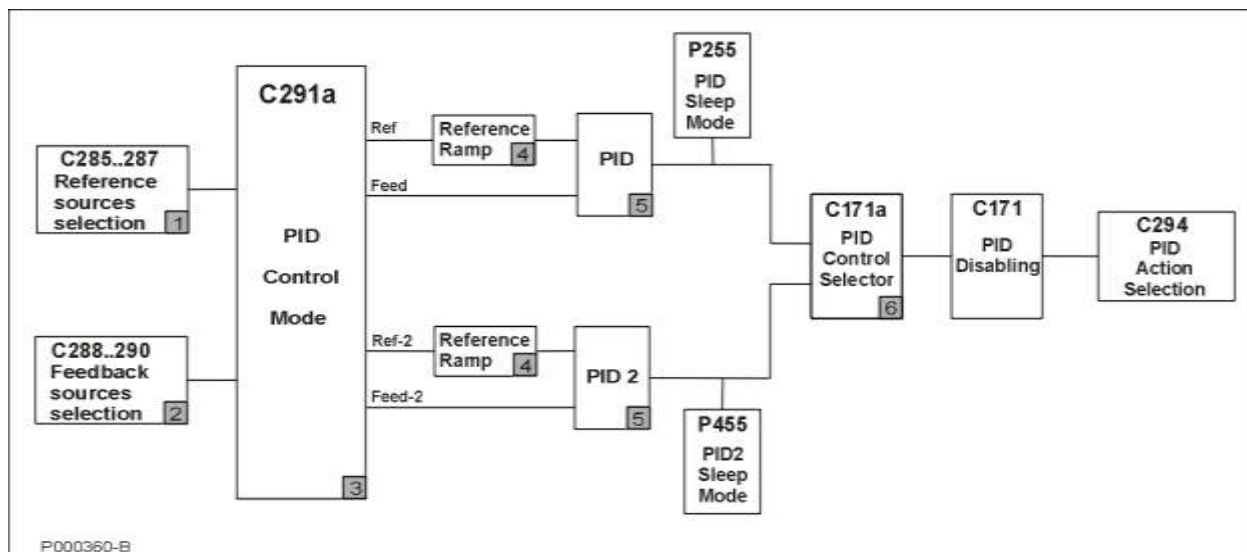 C285..287
Reference
sources
selection
1
C288..290
Feedback
sources
selection
2
C291a
PID
Control
Mode
3
Ref
Feed
Ref-2
Feed-2
Reference
Ramp
4
Reference
Ramp
4
PID
5
PID 2
5
P255
PID
Sleep
Mode
P455
PID2
Sleep
Mode
C171a
PID
Control
Selector
6
C171
PID
Disabling
C294
PID
Action
Selection
P000360-B